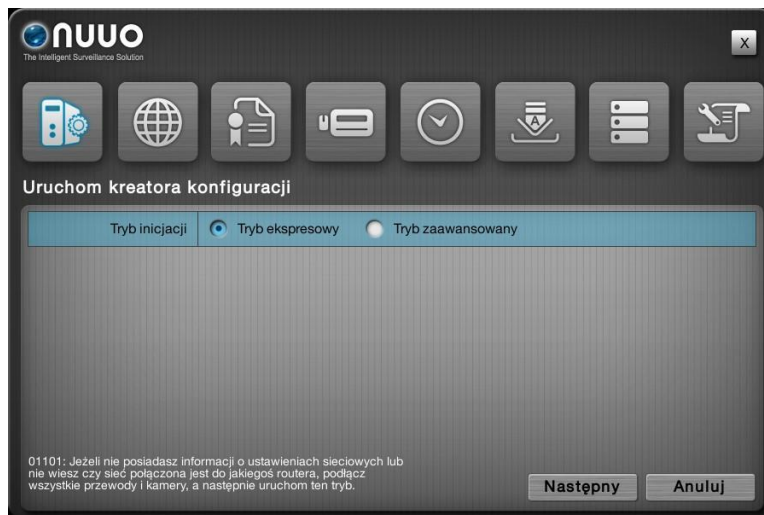 nuuo
The Intelligent Surveillance Solution
X
A
Uruchom kreatora konfiguracji
Tryb inicjacji Tryb ekspresowy Tryb zaawansowany
01101: Jeżeli nie posiadasz informacji o ustawieniach sieciowych lub
nie wiesz czy sieć połączona jest do jakiegoś routera, podłącz
wszystkie przewody i kamery, a następnie uruchom ten tryb.
Następny Anuluj